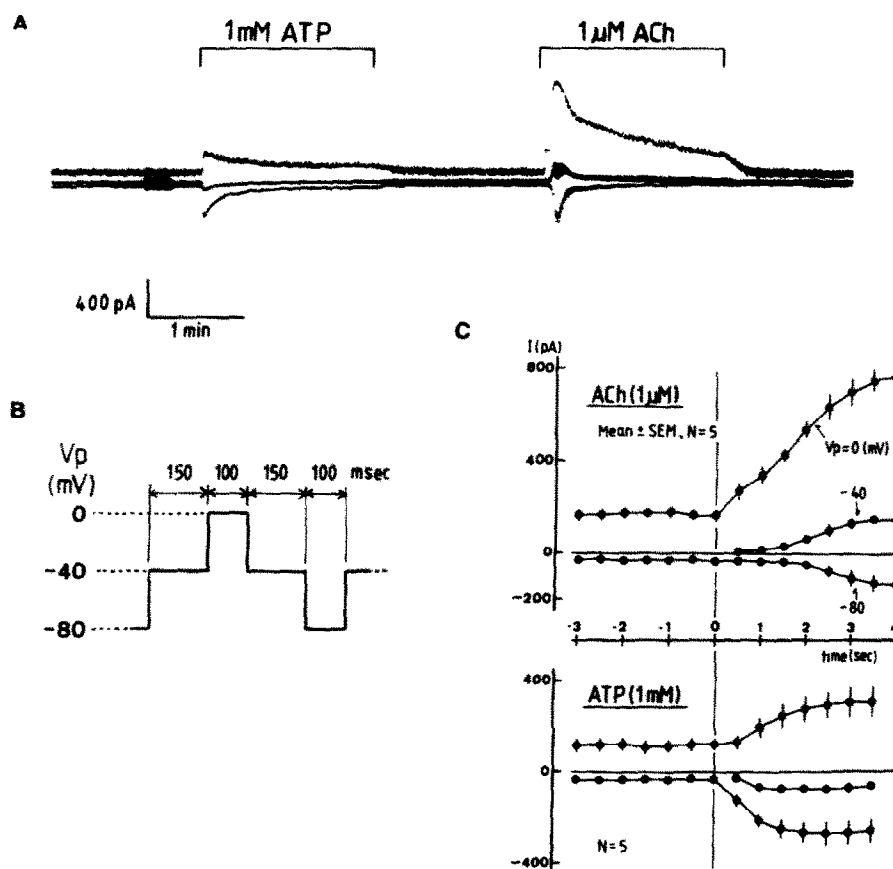 A
1mM ATP
1µM ACh
400 pA
1 min
B
Vp
(mV)
150 100 150 100 msec
0
-40
-80
C
I(pA)
800
ACh(1µM)
Mean ± SEM, N=5
Vp=0 (mV)
400
-40
0
-80
-200
-3 -2 -1 0 1 2 3 4
time(sec)
400
ATP(1mM)
0
N=5
-400